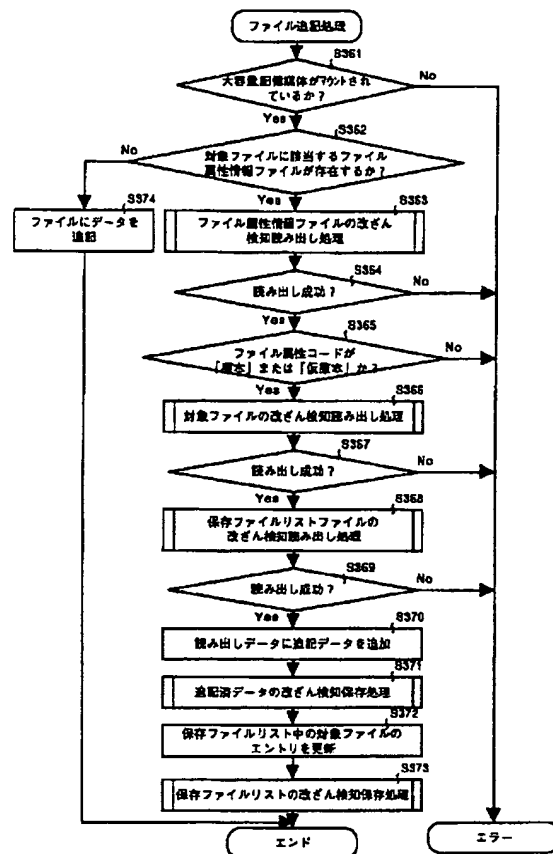 ファイル追記処理
S361
大容量記憶媒体がマウントされ
ているか?
No
Yes
S362
No
対象ファイルに該当するファイル
属性情報ファイルが存在するか?
Yes
S374
ファイルにデータを
追記
S363
ファイル属性情報ファイルの改ざん
検知読み出し処理
S364
読み出し成功?
No
Yes
S365
ファイル属性コードが
「原本」または「仮原本」か?
No
Yes
S366
対象ファイルの改ざん検知読み出し処理
S367
読み出し成功?
No
Yes
S368
保存ファイルリストファイルの
改ざん検知読み出し処理
S369
読み出し成功?
No
Yes
S370
読み出しデータに追記データを追加
S371
追記済データの改ざん検知保存処理
S372
保存ファイルリスト中の対象ファイルの
エントリを更新
S373
保存ファイルリストの改ざん検知保存処理
エンド
エラー